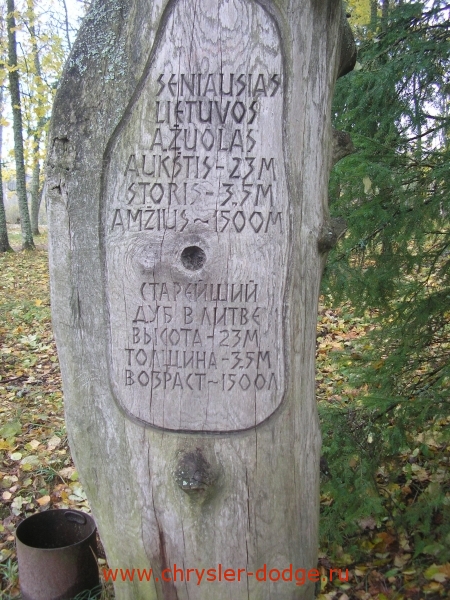 SENIAUSIAS
LIETUVOS
ĄŽUOLAS
AUKŠTIS-23M
STORIS-3.5M
AMŽIUS~1500M
СТАРЕЙШИЙ
ДУБ В ЛИТВЕ
ВЫСОТА-23М
ТОЛЩИНА-3.5М
ВОЗРАСТ~1500Л
www.chrysler-dodge.ru